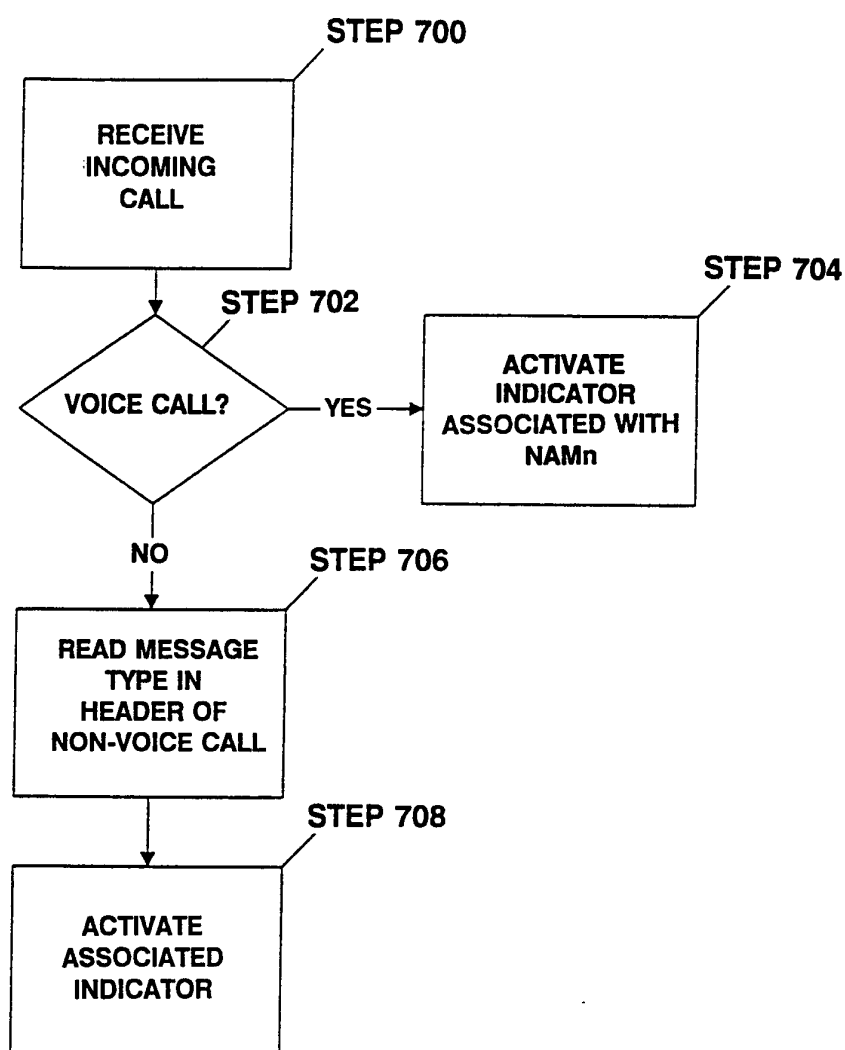 STEP 700
RECEIVE
INCOMING
CALL
STEP 702
VOICE CALL?
YES
STEP 704
ACTIVATE
INDICATOR
ASSOCIATED WITH
NAMn
NO
STEP 706
READ MESSAGE
TYPE IN
HEADER OF
NON-VOICE CALL
STEP 708
ACTIVATE
ASSOCIATED
INDICATOR